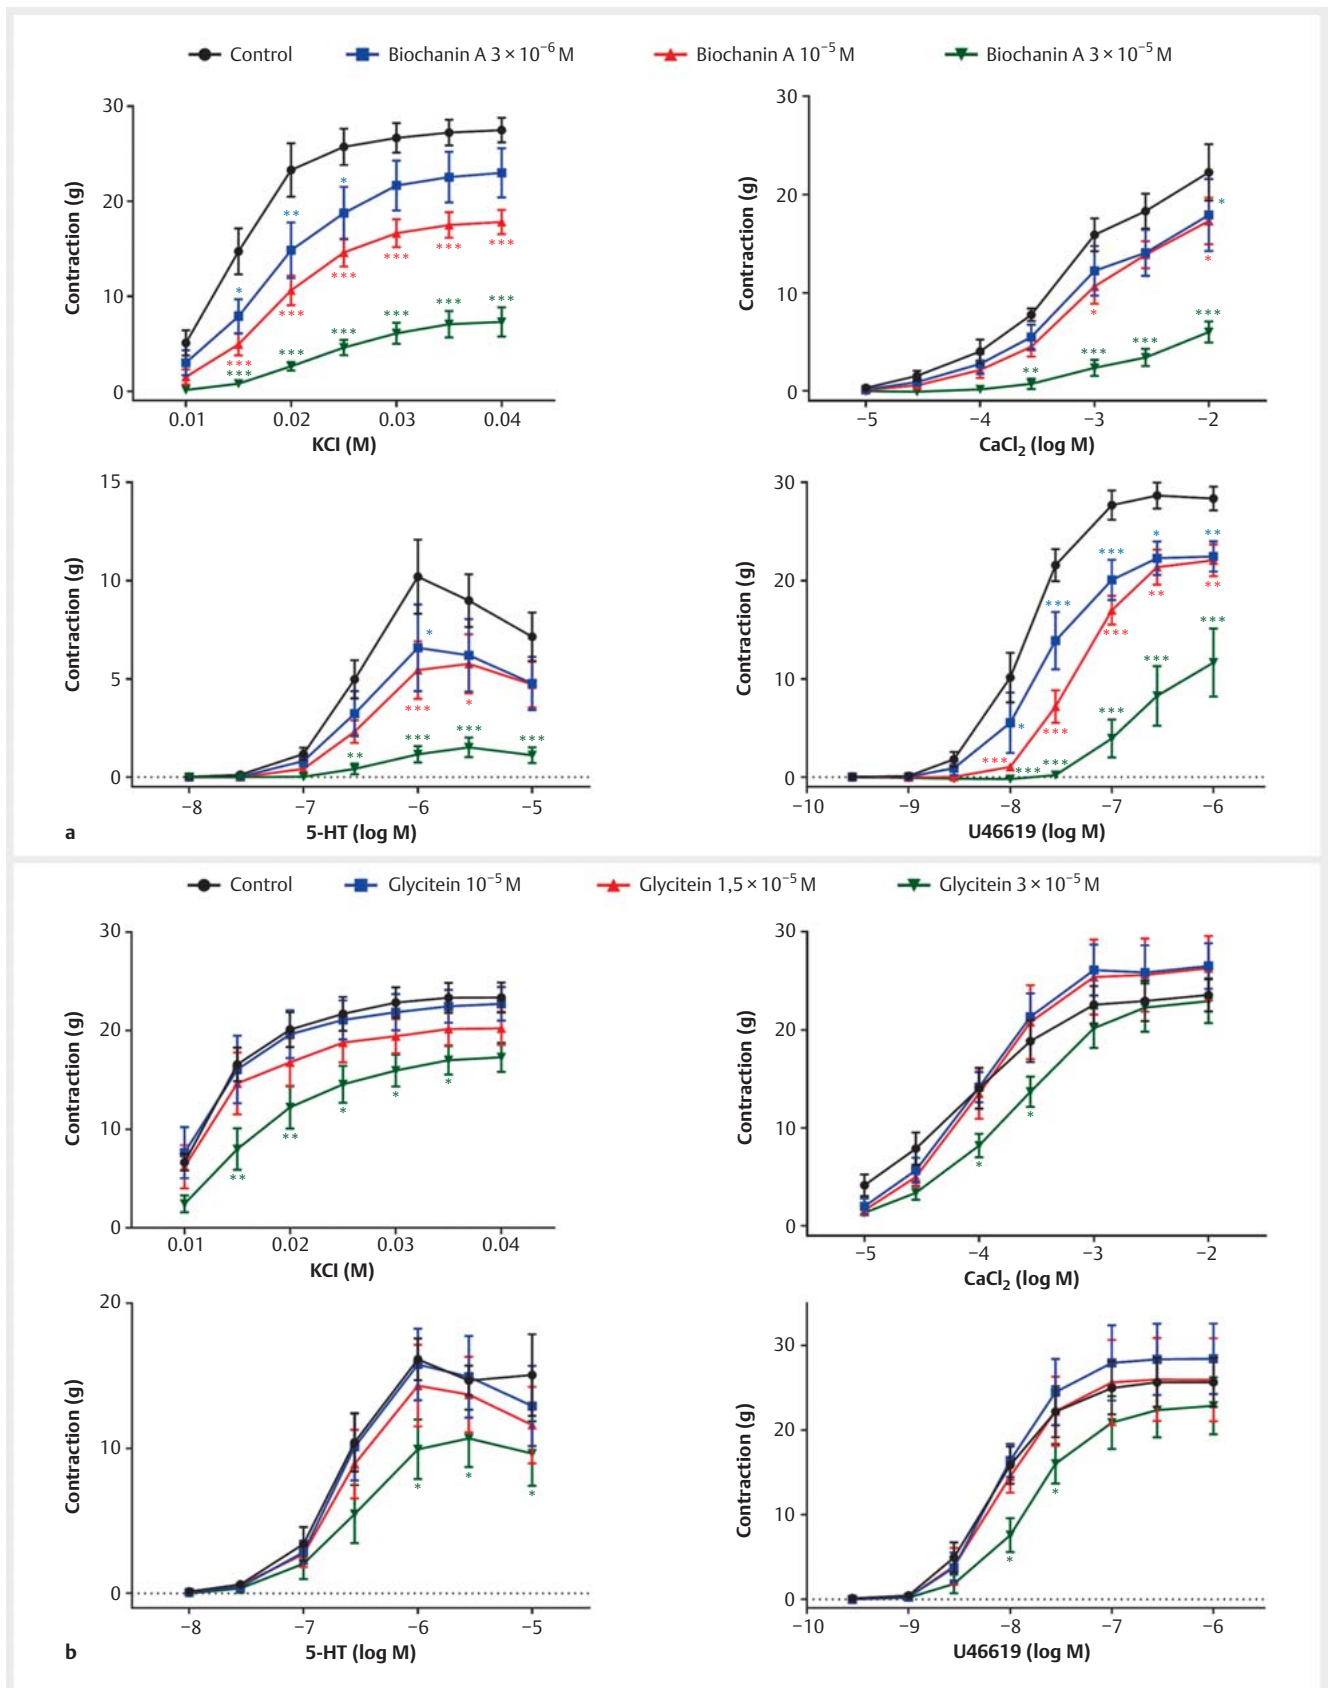 Control Biochanin A 3 × 10⁻⁶ M Biochanin A 10⁻⁵ M Biochanin A 3 × 10⁻⁵ M
Contraction (g)
30
20
10
0
* ** *
*** *** *** *** *** ***
*** *** *** *** *** ***
0.01 0.02 0.03 0.04
KCl (M)
Contraction (g)
30
20
10
0
*
* *
** *** *** ***
−5 −4 −3 −2
CaCl₂ (log M)
Contraction (g)
15
10
5
0
*
*** *
** *** *** ***
−8 −7 −6 −5
5-HT (log M)
Contraction (g)
30
20
10
0
* *** *** * **
*** *** *** ** **
*** *** *** *** ***
−10 −9 −8 −7 −6
U46619 (log M)
a
Control Glycitein 10⁻⁵ M Glycitein 1,5 × 10⁻⁵ M Glycitein 3 × 10⁻⁵ M
Contraction (g)
30
20
10
0
** ** * * *
0.01 0.02 0.03 0.04
KCl (M)
Contraction (g)
30
20
10
0
* *
−5 −4 −3 −2
CaCl₂ (log M)
Contraction (g)
20
10
0
* * *
−8 −7 −6 −5
5-HT (log M)
Contraction (g)
30
20
10
0
* *
−10 −9 −8 −7 −6
U46619 (log M)
b